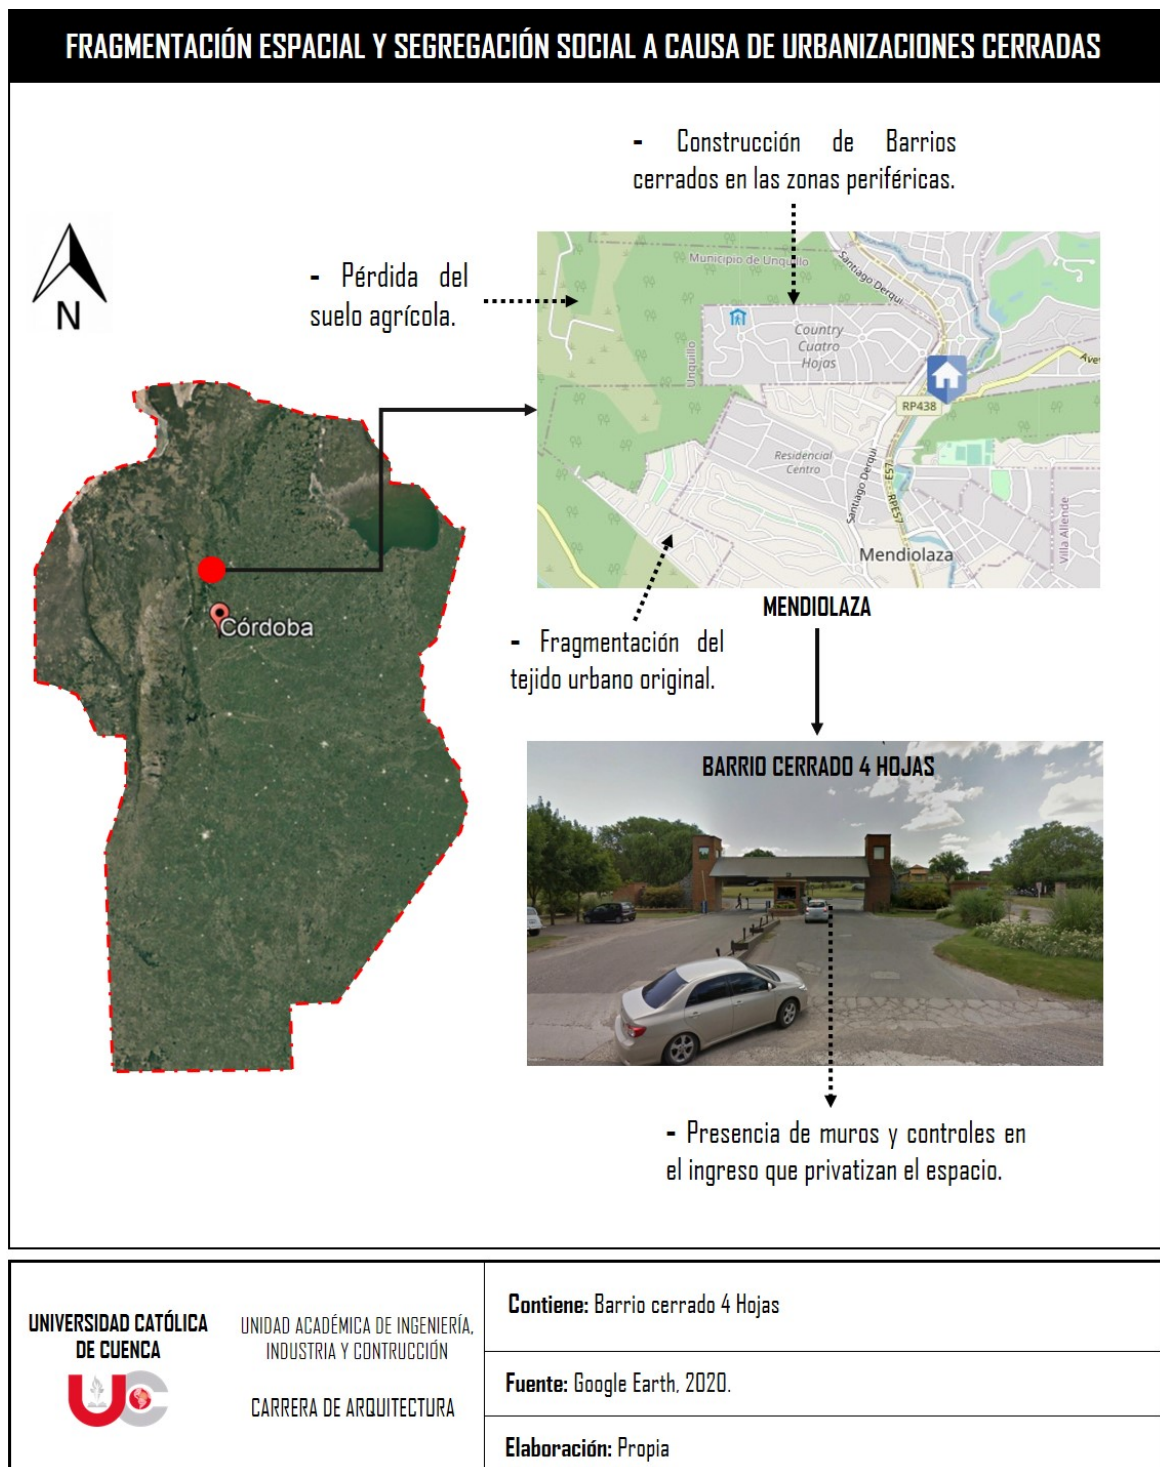 FRAGMENTACIÓN ESPACIAL Y SEGREGACIÓN SOCIAL A CAUSA DE URBANIZACIONES CERRADAS
- Construcción de Barrios
cerrados en las zonas periféricas.
- Pérdida del
suelo agrícola.
N
Municipio de Unquillo
Santiago Derqui
Country
Cuatro
Hojas
Unquillo
Ave
RP438
Residencial
Centro
Santiago Derqui
E57
RPE57
Villa Allende
Mendiolaza
MENDIOLAZA
Córdoba
- Fragmentación del
tejido urbano original.
BARRIO CERRADO 4 HOJAS
- Presencia de muros y controles en
el ingreso que privatizan el espacio.
UNIVERSIDAD CATÓLICA
DE CUENCA
UC
UNIDAD ACADÉMICA DE INGENIERÍA,
INDUSTRIA Y CONTRUCCIÓN
CARRERA DE ARQUITECTURA
Contiene: Barrio cerrado 4 Hojas
Fuente: Google Earth, 2020.
Elaboración: Propia